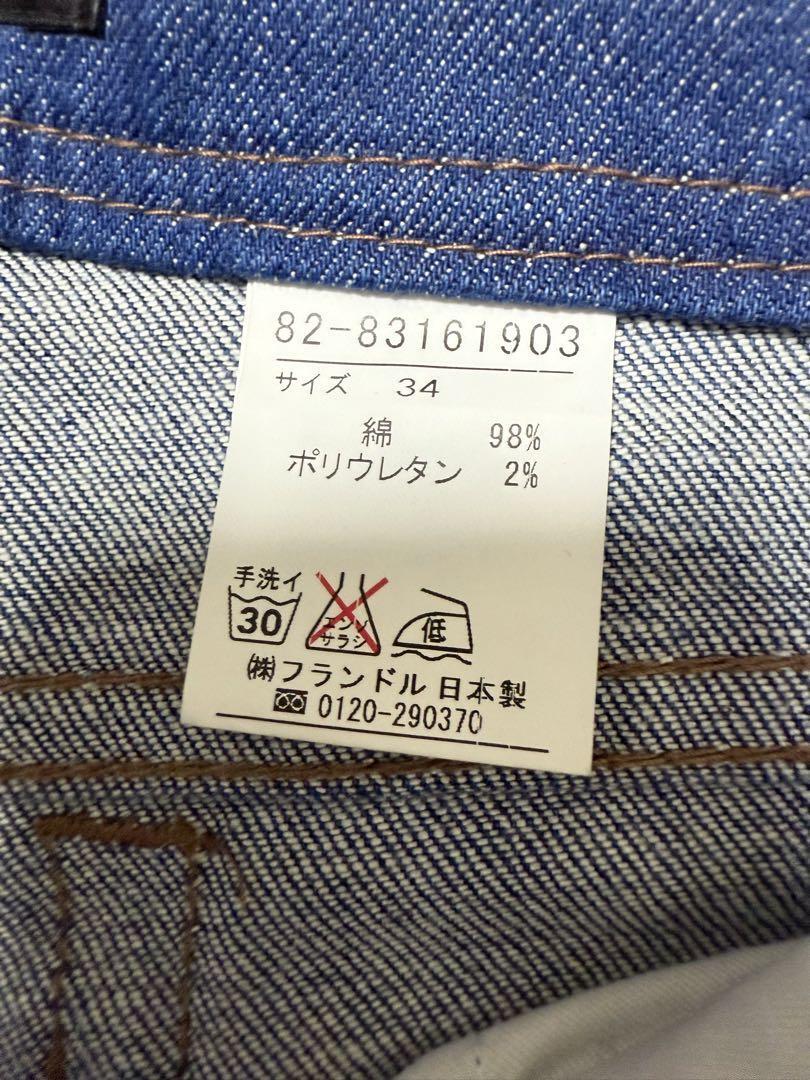 82-83161903
サイズ 34
綿 98%
ポリウレタン 2%
手洗イ
30
エンソ
サラシ
低
㈱フランドル 日本製
0120-290370